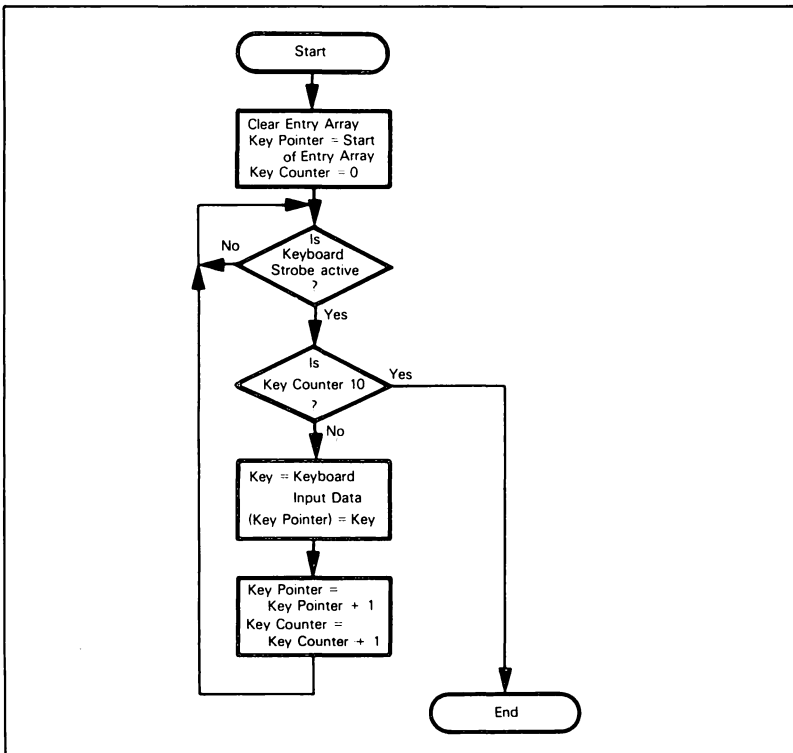 Start
Clear Entry Array
Key Pointer = Start
of Entry Array
Key Counter = 0
Is
Keyboard
Strobe active
?
No
Yes
Is
Key Counter 10
?
Yes
No
Key = Keyboard
Input Data
(Key Pointer) = Key
Key Pointer =
Key Pointer + 1
Key Counter =
Key Counter + 1
End